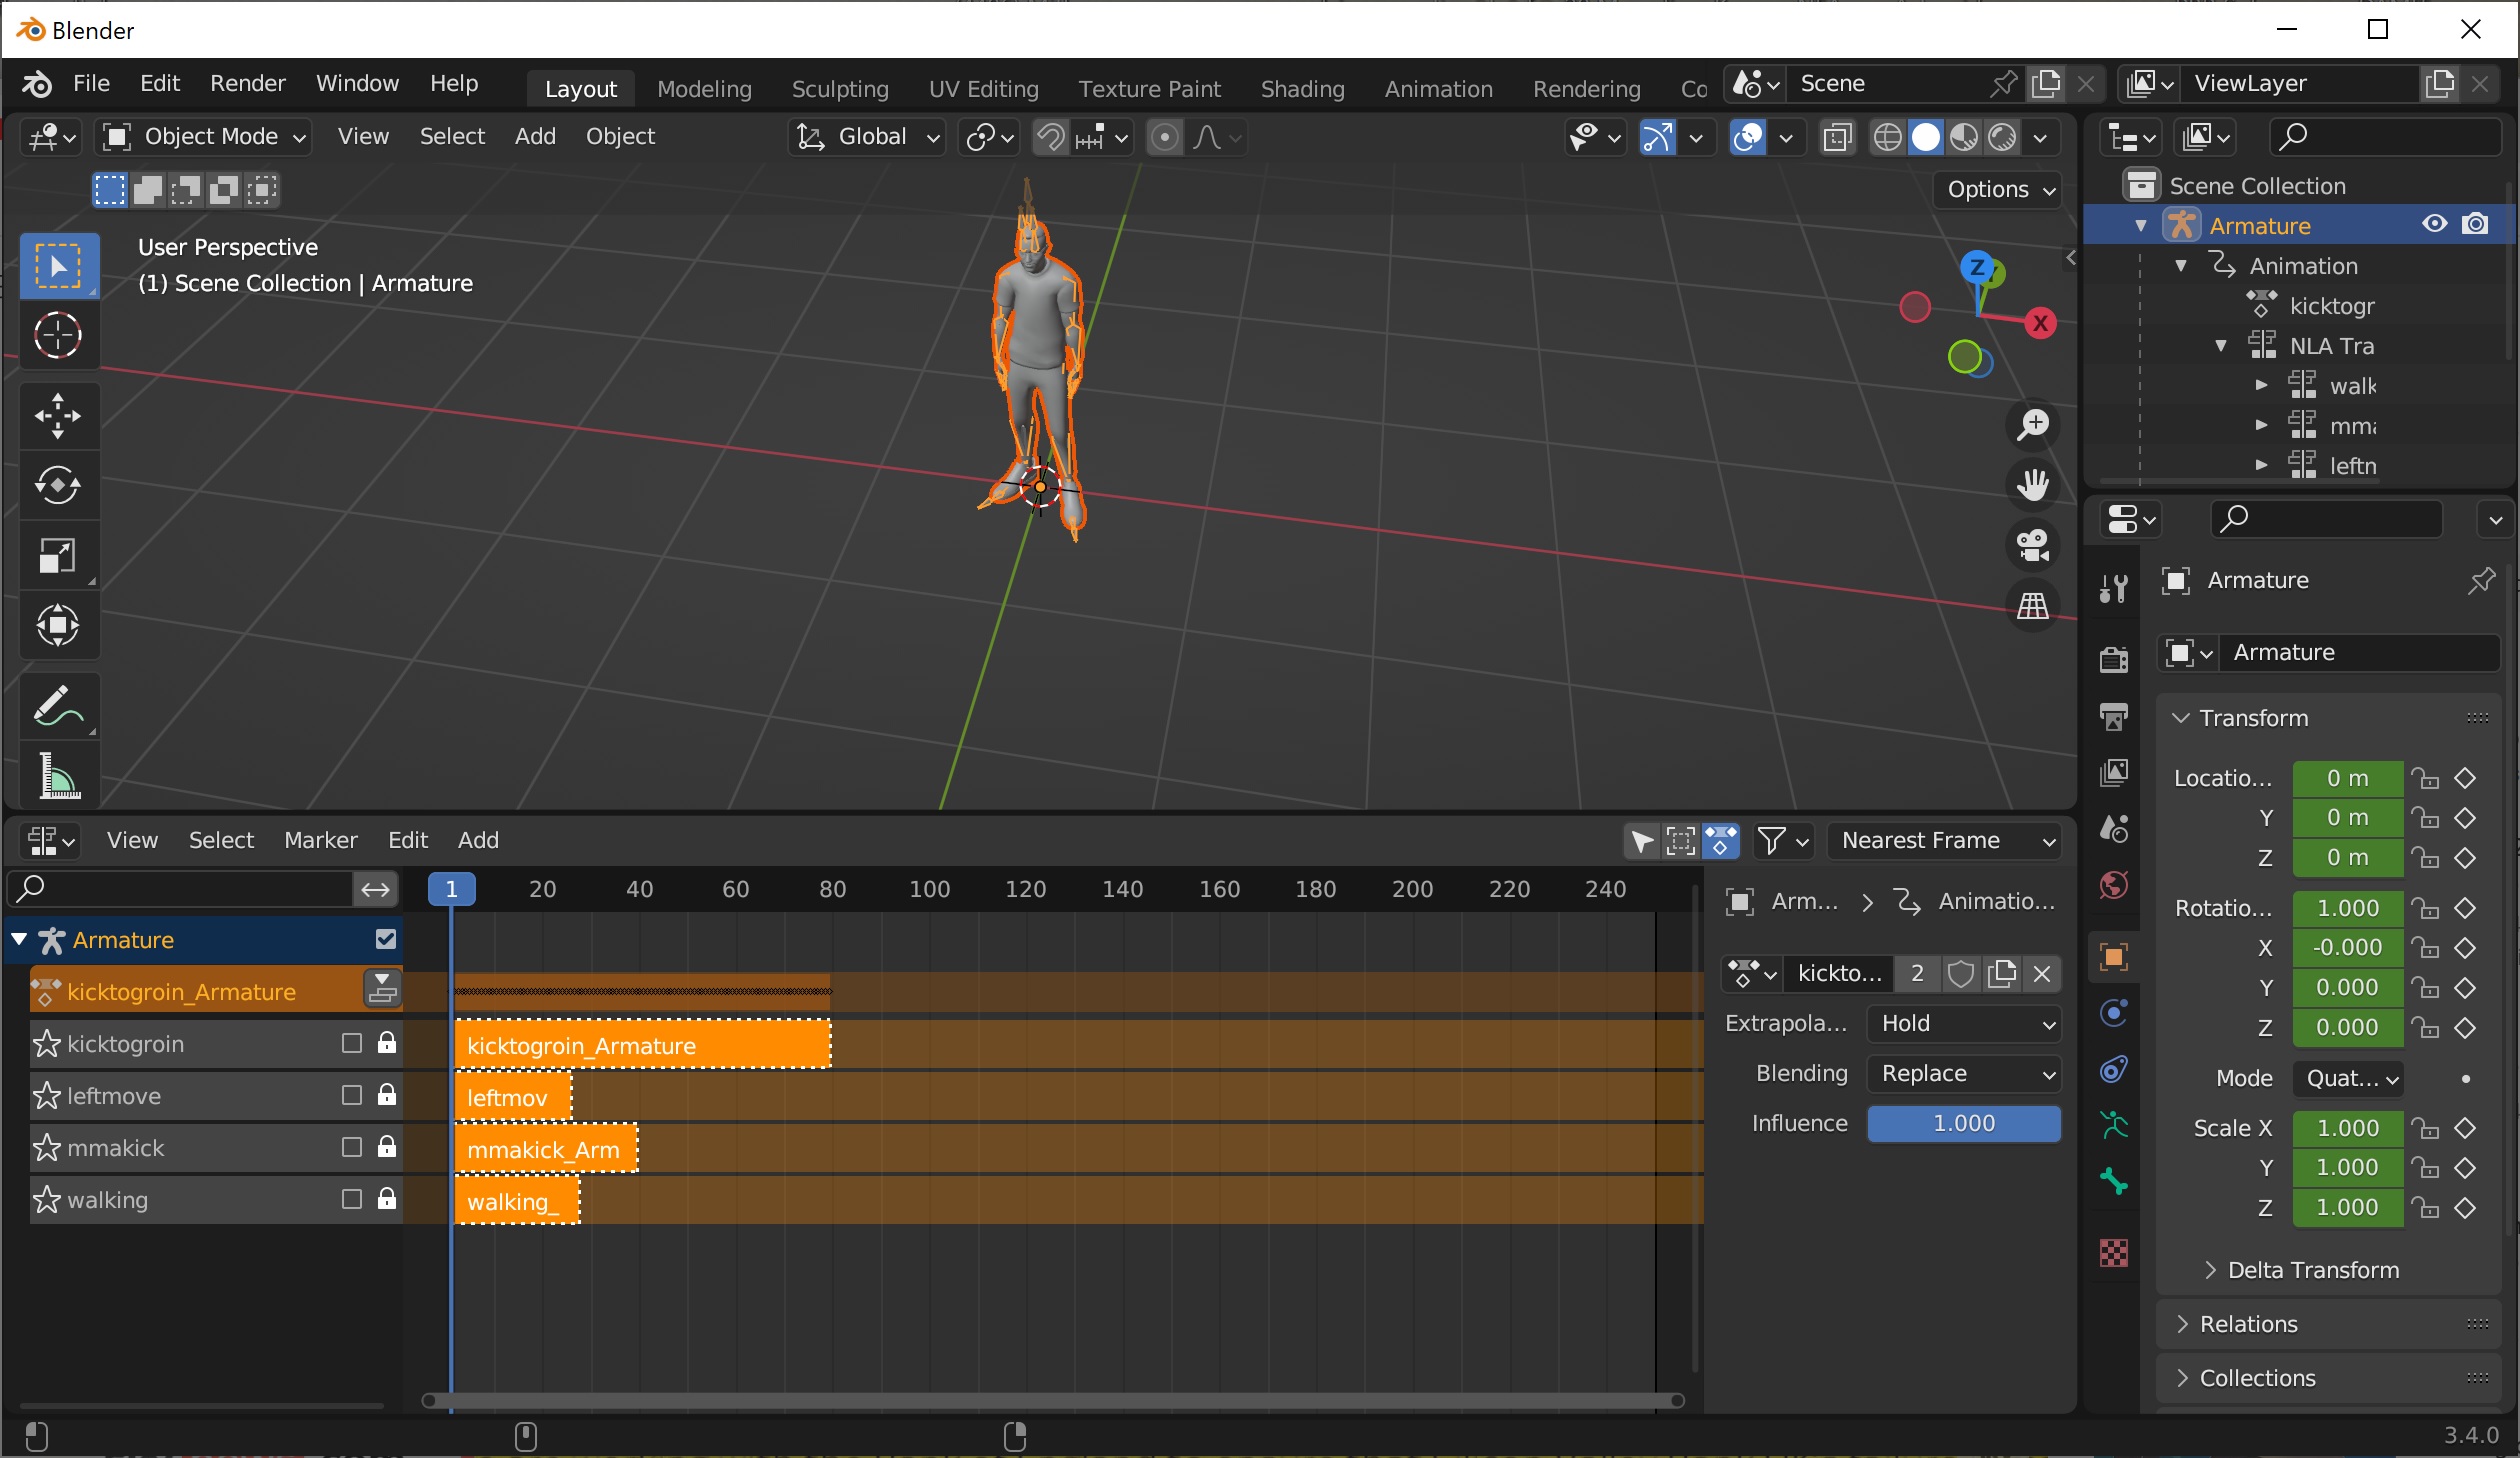 Blender
File Edit Render Window Help Layout Modeling Sculpting UV Editing Texture Paint Shading Animation Rendering Co Scene ViewLayer
Object Mode View Select Add Object Global
Options
User Perspective
(1) Scene Collection | Armature
Z
Y
X
Scene Collection
Armature
Animation
kicktogr
NLA Tra
walk
mma
leftm
Armature
Armature
Transform
Locatio... 0 m
Y 0 m
Z 0 m
Rotatio... 1.000
X -0.000
Y 0.000
Z 0.000
Mode Quat...
Scale X 1.000
Y 1.000
Z 1.000
Delta Transform
Relations
Collections
View Select Marker Edit Add Nearest Frame
1 20 40 60 80 100 120 140 160 180 200 220 240
Armature
kicktogroin_Armature
kicktogroin kicktogroin_Armature
leftmove leftmov
mmakick mmakick_Arm
walking walking_
Arm... Animatio...
kickto... 2
Extrapola... Hold
Blending Replace
Influence 1.000
3.4.0